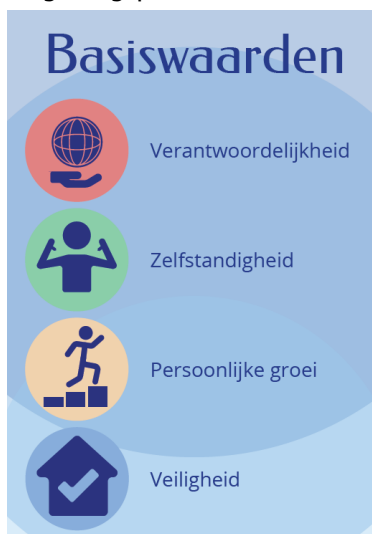 Basiswaarden
Verantwoordelijkheid
Zelfstandigheid
Persoonlijke groei
Veiligheid